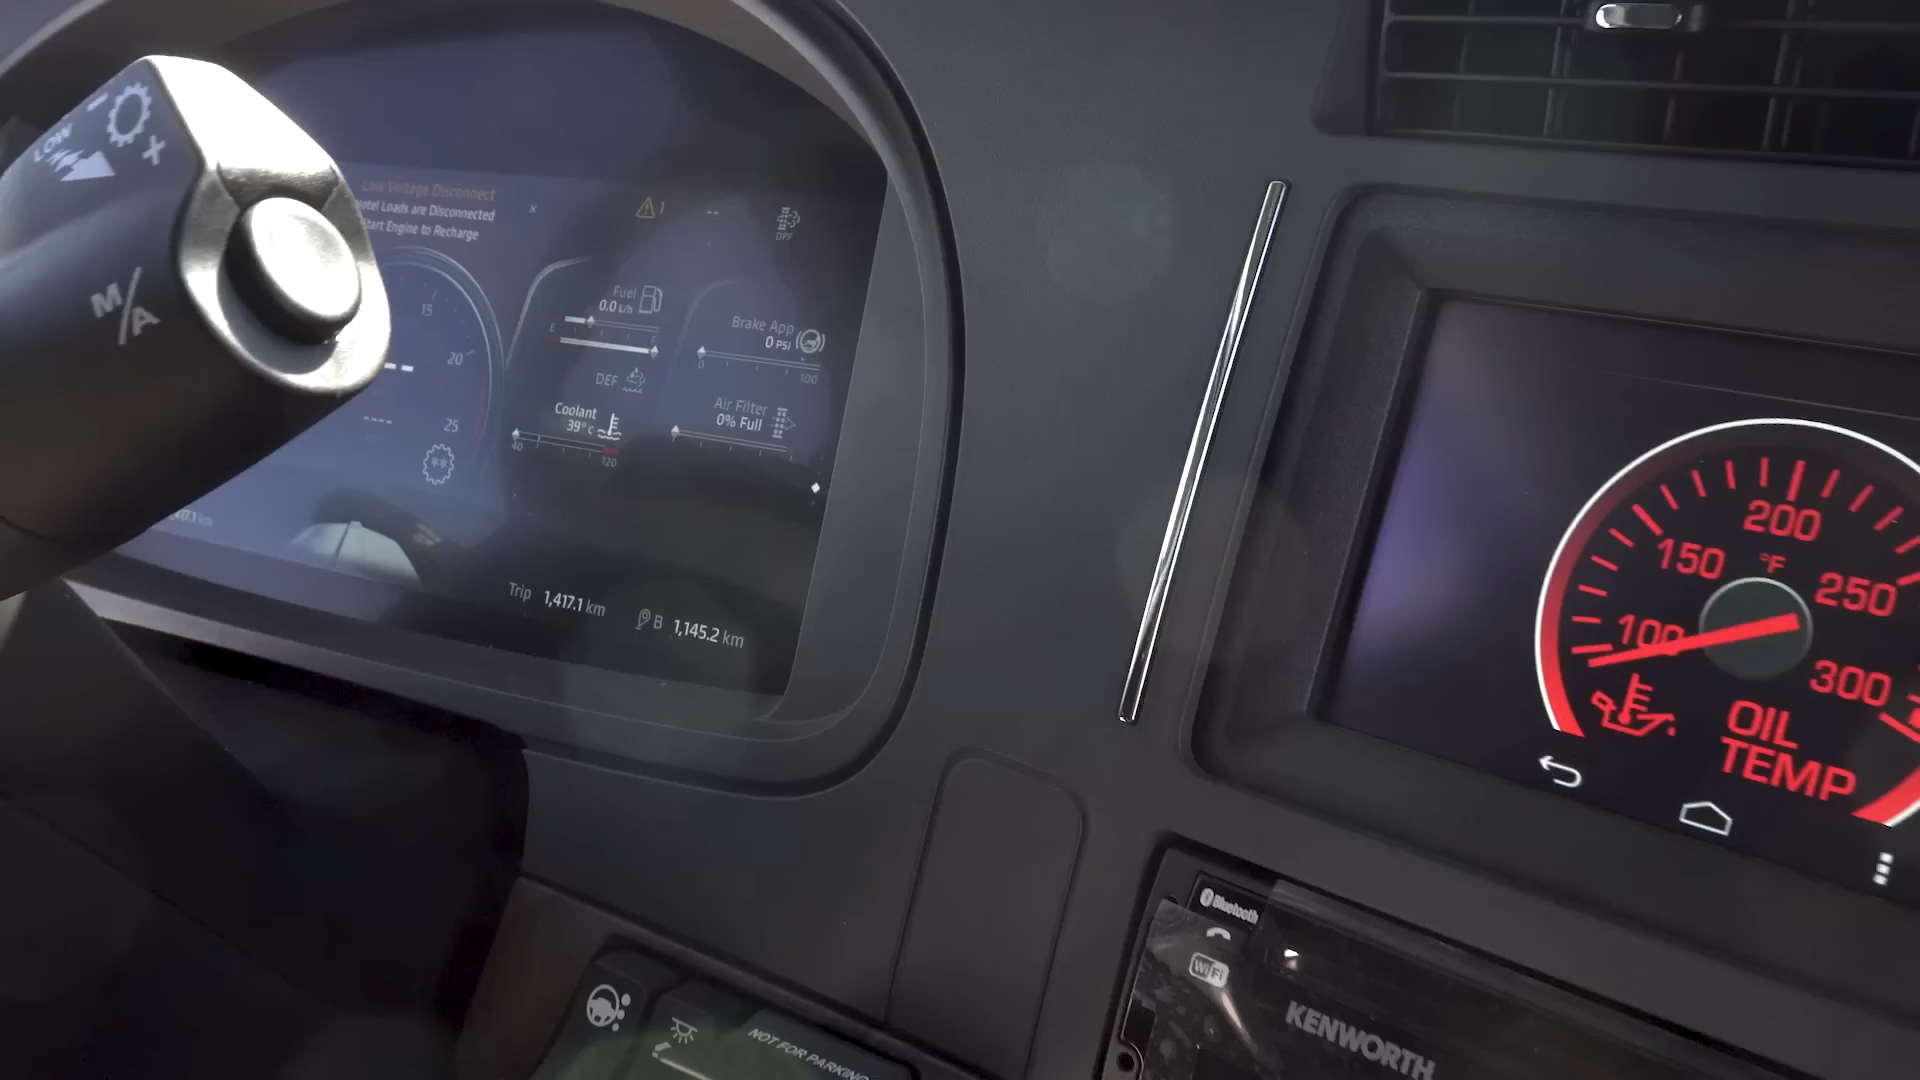 LOW
M/A
Low Voltage Disconnect
Hotel Loads are Disconnected
Start Engine to Recharge
1
--
DPF
15
20
25
Fuel
0.0 L/h
E
F
DEF
Coolant
39°C
40
120
Brake App
0 PSI
0
100
Air Filter
0% Full
Trip 1,417.1 km
B 1,145.2 km
100
150
200
250
300
°F
OIL
TEMP
Bluetooth
WiFi
KENWORTH
NOT FOR PARKING